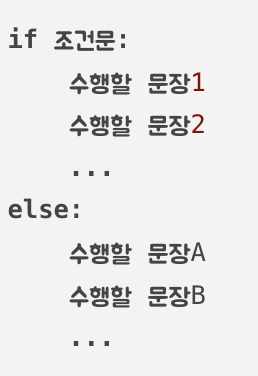 if 조건문:
    수행할 문장1
    수행할 문장2
    ...
else:
    수행할 문장A
    수행할 문장B
    ...